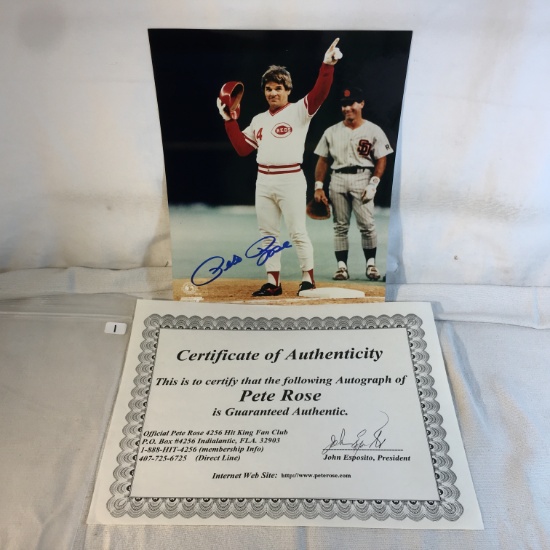 14
REDS
SD
Pete Rose
1
Certificate of Authenticity
This is to certify that the following Autograph of
Pete Rose
is Guaranteed Authentic.
Official Pete Rose 4256 Hit King Fan Club
P.O. Box #4256 Indialantic, FLA. 32903
1-888-HIT-4256 (membership Info)
407-725-6725 (Direct Line)
John Esposito, President
Internet Web Site: http://www.peterose.com